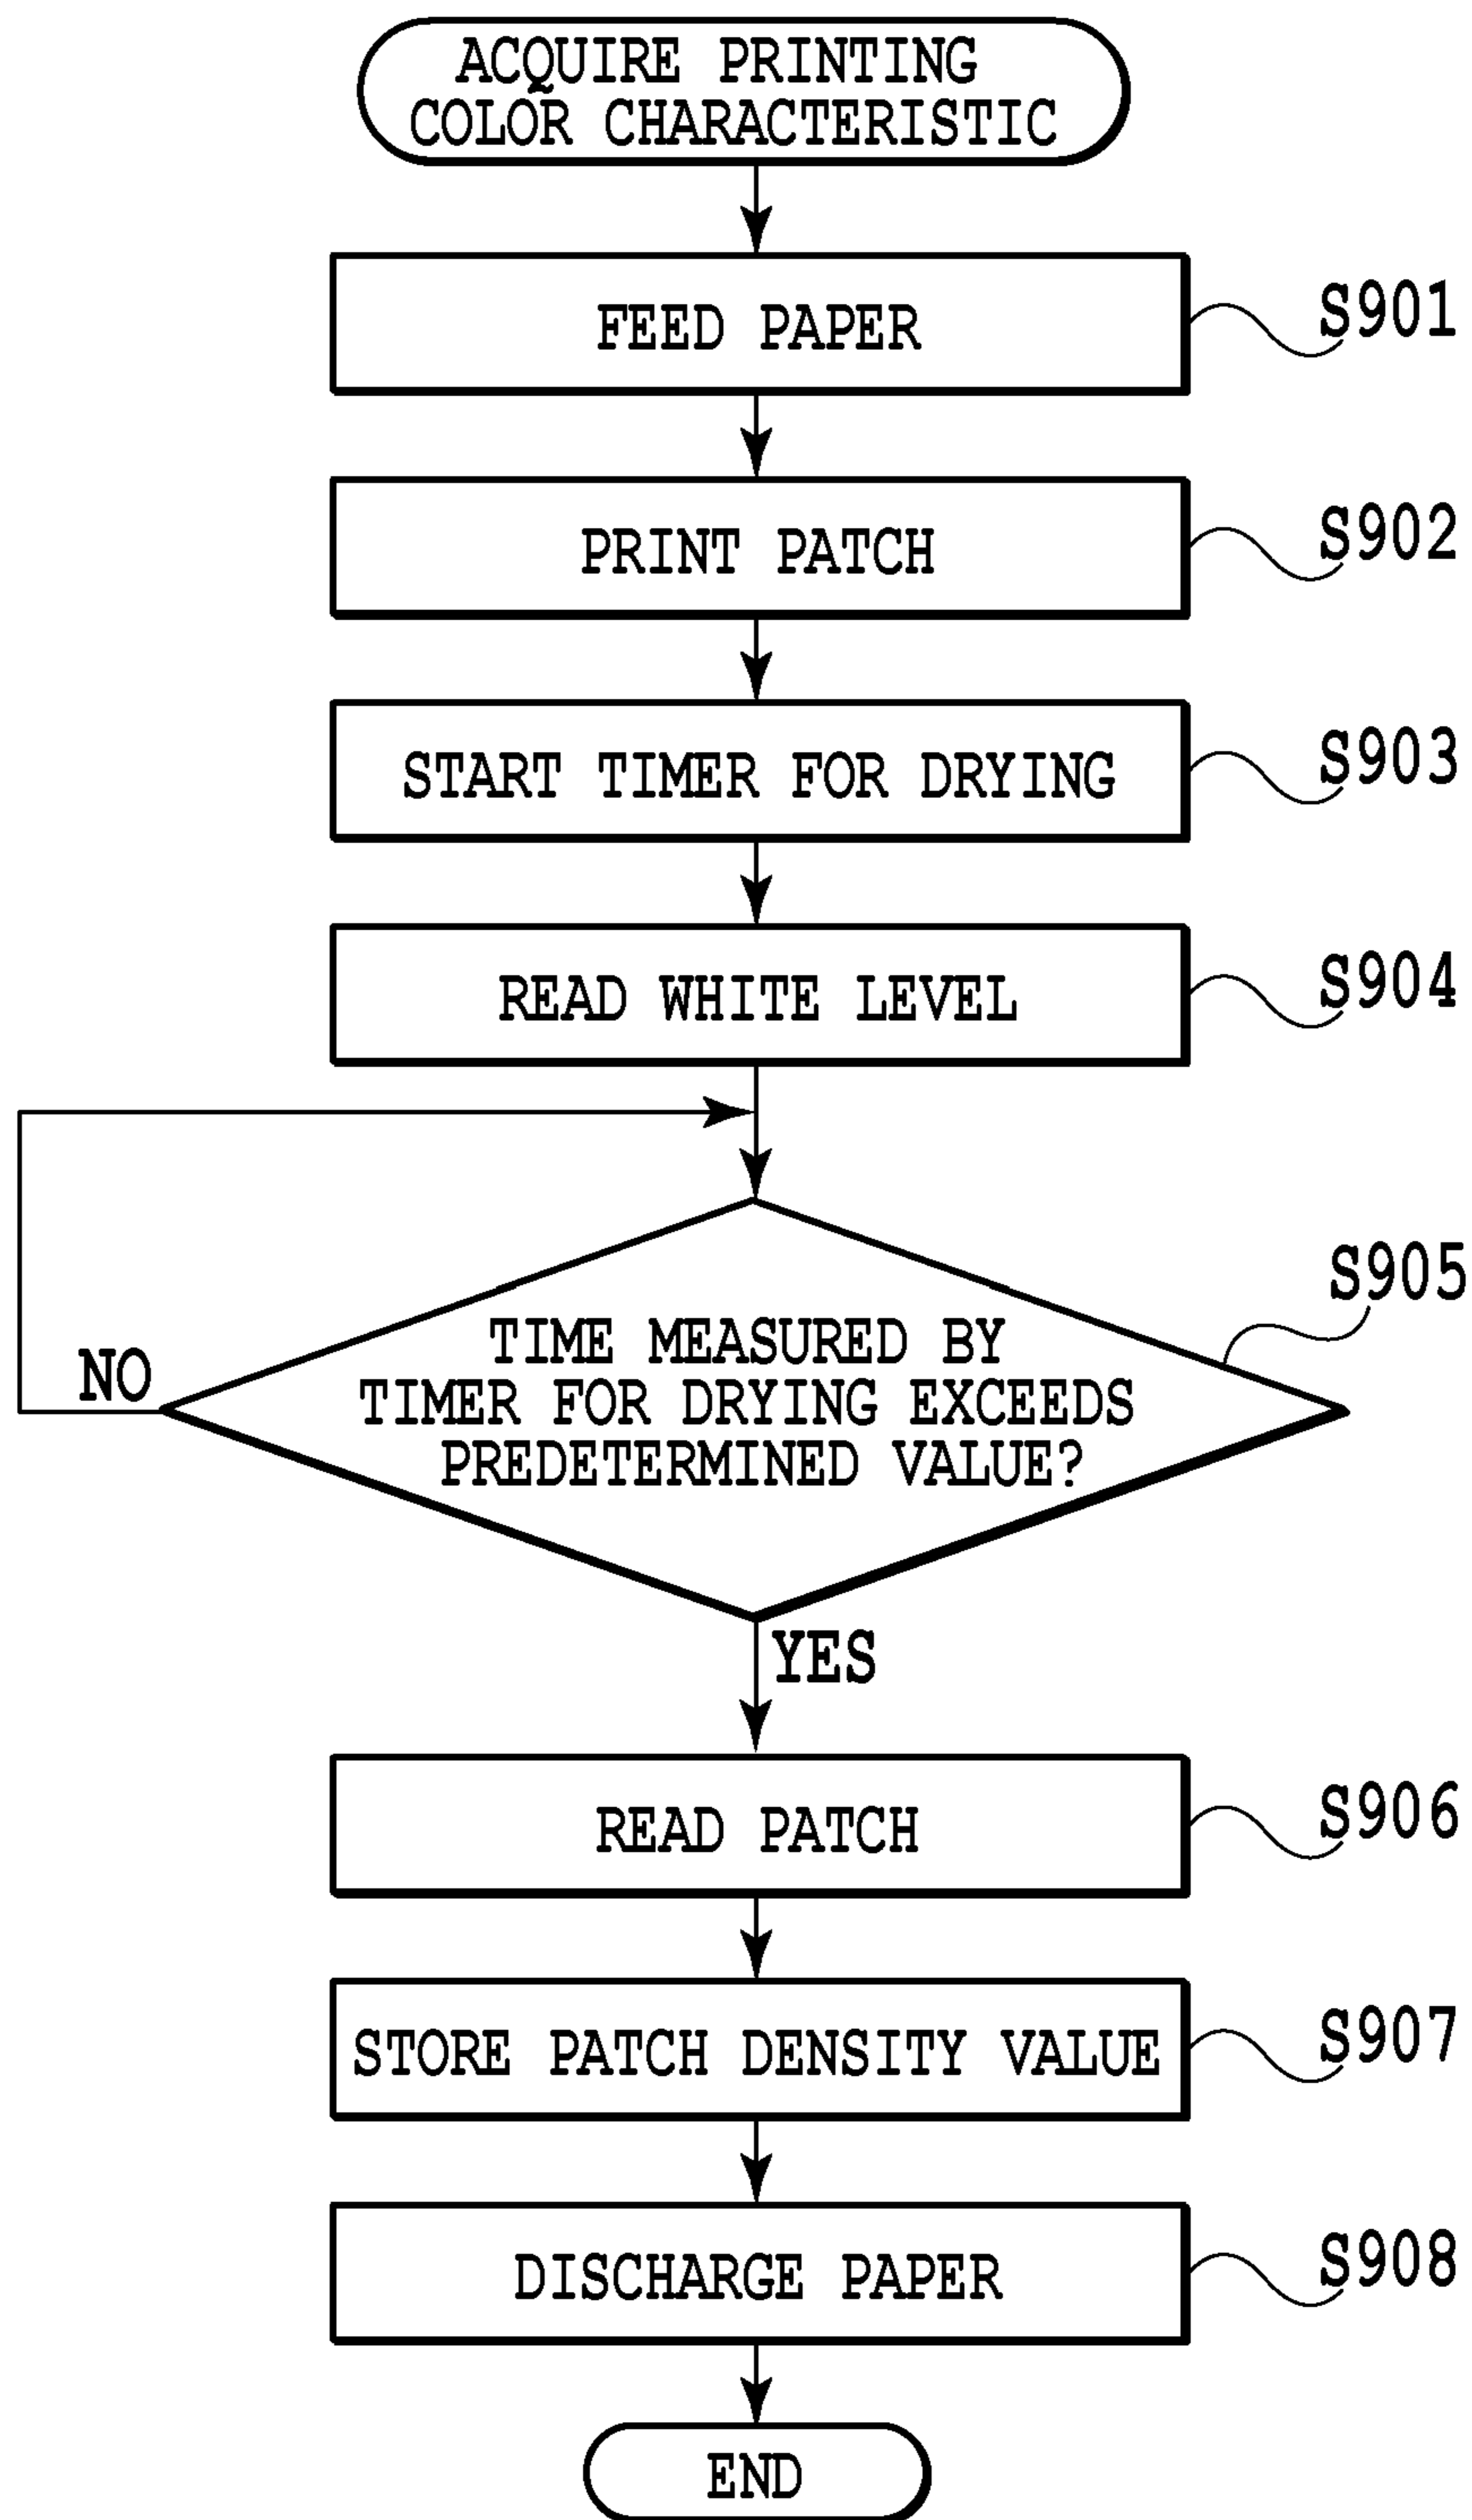 ACQUIRE PRINTING
COLOR CHARACTERISTIC
FEED PAPER
S901
PRINT PATCH
S902
START TIMER FOR DRYING
S903
READ WHITE LEVEL
S904
S905
TIME MEASURED BY
TIMER FOR DRYING EXCEEDS
PREDETERMINED VALUE?
NO
YES
READ PATCH
S906
STORE PATCH DENSITY VALUE
S907
DISCHARGE PAPER
S908
END